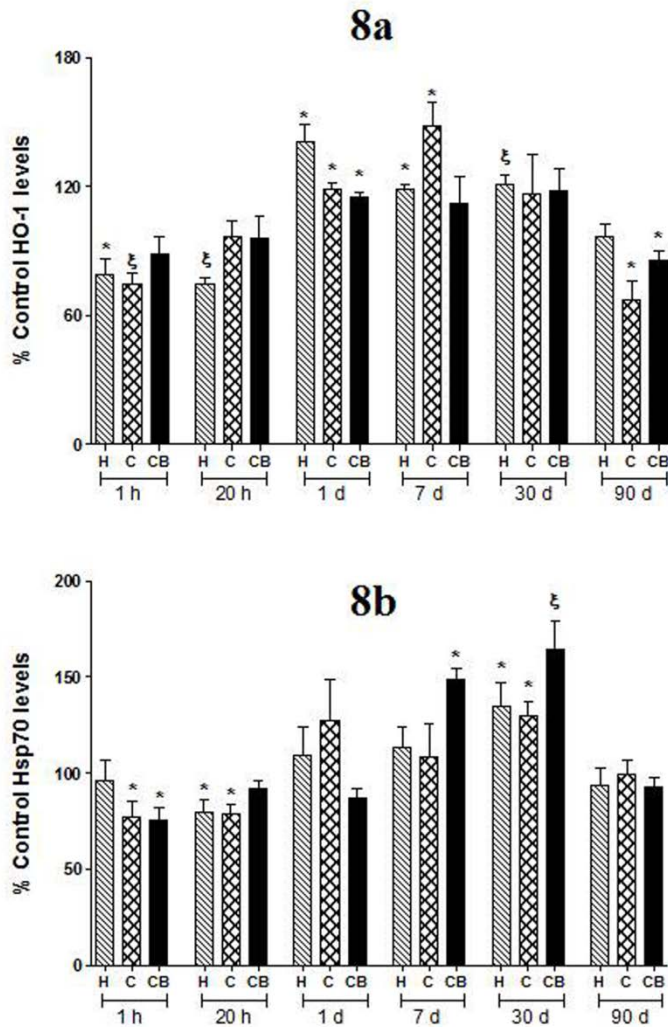 8a
180
120
60
0
% Control HO-1 levels
* ξ ξ * * * * * ξ * *
H C CB H C CB H C CB H C CB H C CB H C CB
1 h 20 h 1 d 7 d 30 d 90 d
8b
200
150
100
50
0
% Control Hsp70 levels
* * * * * * * ξ
H C CB H C CB H C CB H C CB H C CB H C CB
1 h 20 h 1 d 7 d 30 d 90 d